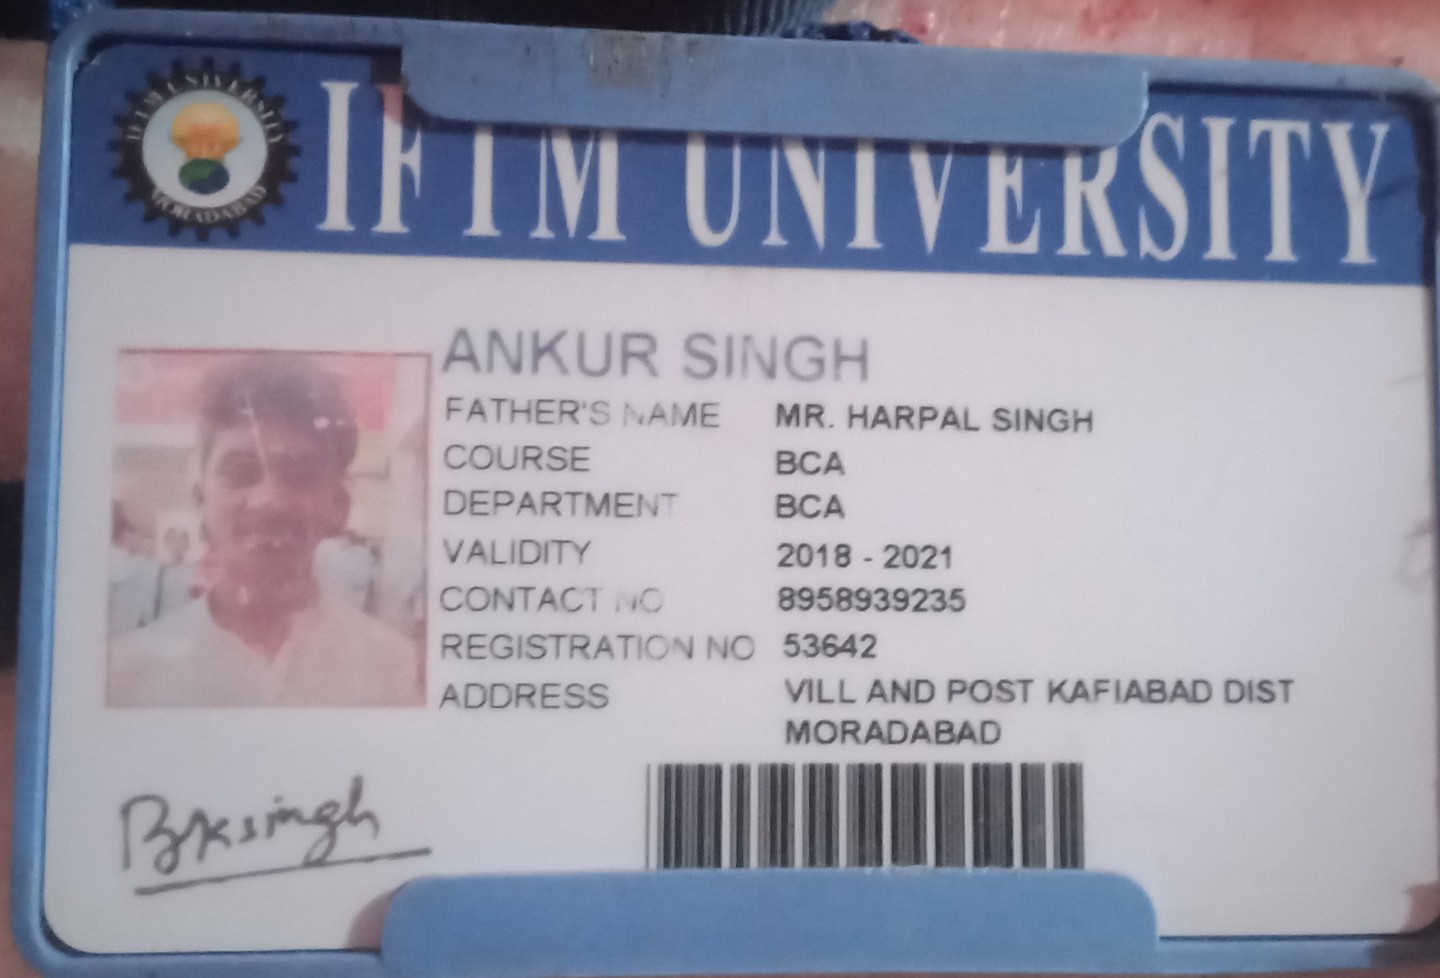 IFTM UNIVERSITY
IFTM UNIVERSITY
MORADABAD
ANKUR SINGH
FATHER'S NAME MR. HARPAL SINGH
COURSE BCA
DEPARTMENT BCA
VALIDITY 2018 - 2021
CONTACT NO 8958939235
REGISTRATION NO 53642
ADDRESS VILL AND POST KAFIABAD DIST
MORADABAD
BKsingh